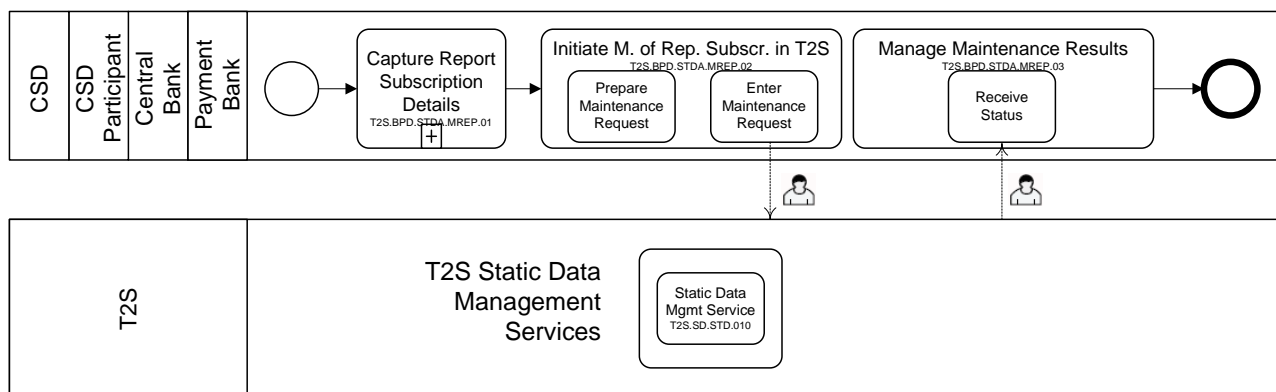 CSD
CSD
Participant
Central
Bank
Payment
Bank
Capture Report
Subscription
Details
T2S.BPD.STDA.MREP.01
Initiate M. of Rep. Subscr. in T2S
T2S.BPD.STDA.MREP.02
Prepare
Maintenance
Request
Enter
Maintenance
Request
Manage Maintenance Results
T2S.BPD.STDA.MREP.03
Receive
Status
T2S
T2S Static Data
Management
Services
Static Data
Mgmt Service
T2S.SD.STD.010